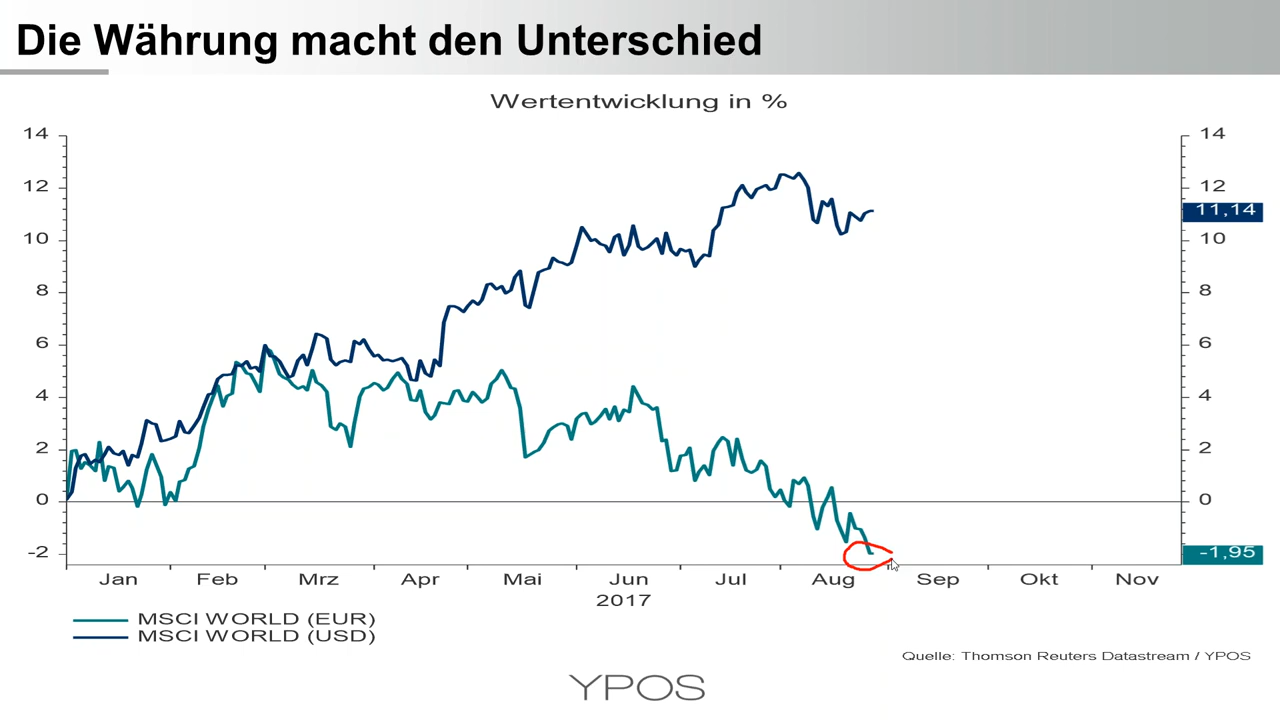 Die Währung macht den Unterschied
Wertentwicklung in %
14 14
12 12
11,14
10 10
8 8
6 6
4 4
2 2
0 0
-2 -1,95
Jan Feb Mrz Apr Mai Jun Jul Aug Sep Okt Nov
2017
MSCI WORLD (EUR)
MSCI WORLD (USD)
Quelle: Thomson Reuters Datastream / YPOS
YPOS